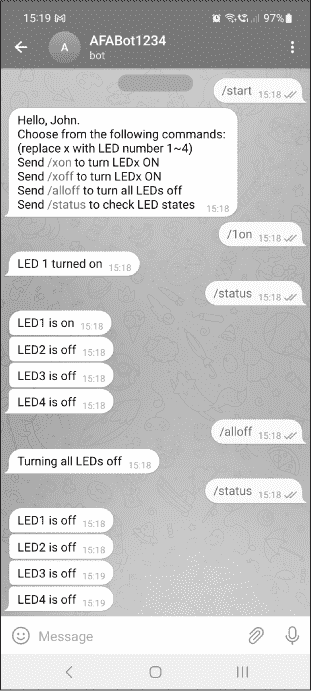 15:19 97%
AFABot1234
A
bot
/start 15:18
Hello, John.
Choose from the following commands:
(replace x with LED number 1~4)
Send /xon to turn LEDx ON
Send /xoff to turn LEDx OFF
Send /alloff to turn all LEDs off
Send /status to check LED states 15:18
/1on 15:18
LED 1 turned on 15:18
/status 15:18
LED1 is on 15:18
LED2 is off 15:18
LED3 is off 15:18
LED4 is off 15:18
/alloff 15:18
Turning all LEDs off 15:18
/status 15:18
LED1 is off 15:18
LED2 is off 15:18
LED3 is off 15:19
LED4 is off 15:19
Message